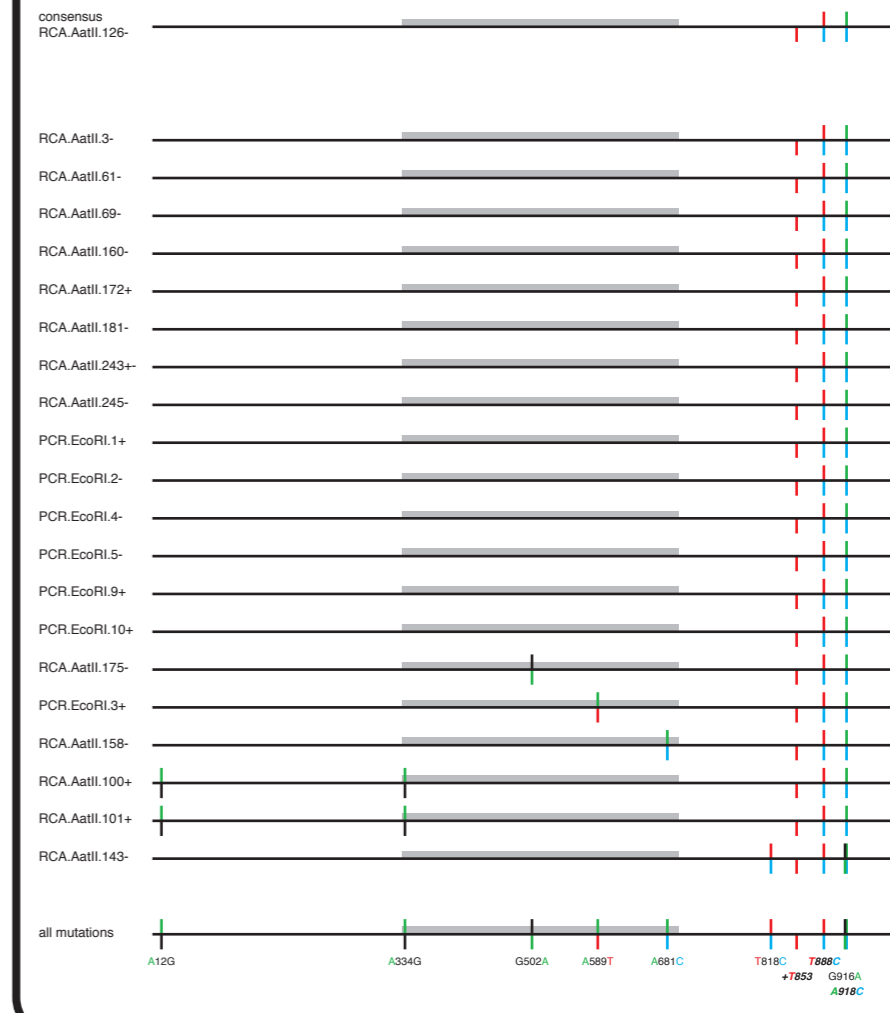 consensus
RCA.AatII.126-
RCA.AatII.3-
RCA.AatII.61-
RCA.AatII.69-
RCA.AatII.160-
RCA.AatII.172+
RCA.AatII.181-
RCA.AatII.243+-
RCA.AatII.245-
PCR.EcoRI.1+
PCR.EcoRI.2-
PCR.EcoRI.4-
PCR.EcoRI.5-
PCR.EcoRI.9+
PCR.EcoRI.10+
RCA.AatII.175-
PCR.EcoRI.3+
RCA.AatII.158-
RCA.AatII.100+
RCA.AatII.101+
RCA.AatII.143-
all mutations
A12G A334G G502A A589T A681C T818C T888C
+T853 G916A
A918C